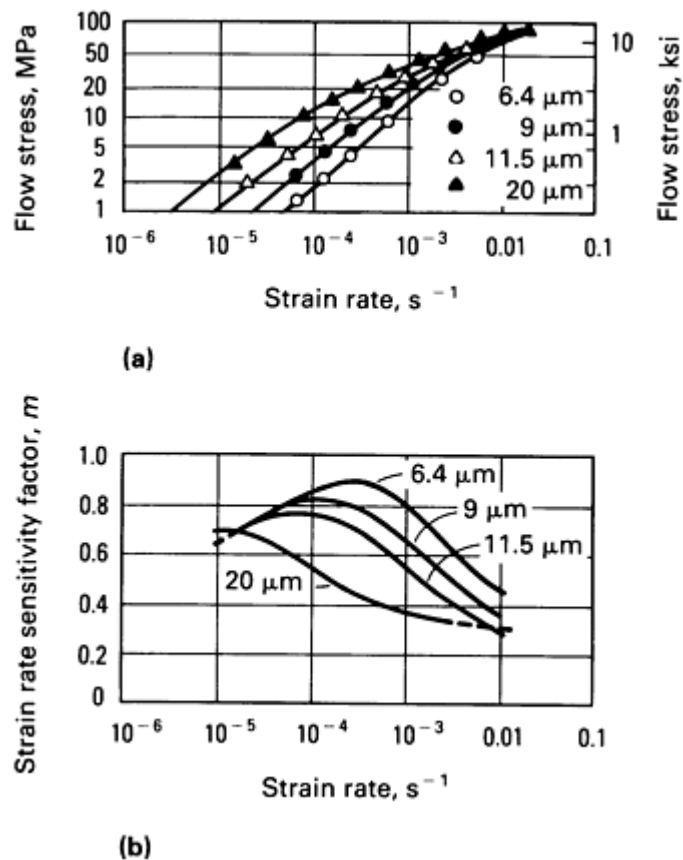 Flow stress, MPa
100
50
20
10
5
2
1
10
1
Flow stress, ksi
6.4 μm
9 μm
11.5 μm
20 μm
10⁻⁶ 10⁻⁵ 10⁻⁴ 10⁻³ 0.01 0.1
Strain rate, s⁻¹
(a)
Strain rate sensitivity factor, m
1.0
0.8
0.6
0.4
0.2
0
6.4 μm
9 μm
11.5 μm
20 μm
10⁻⁶ 10⁻⁵ 10⁻⁴ 10⁻³ 0.01 0.1
Strain rate, s⁻¹
(b)